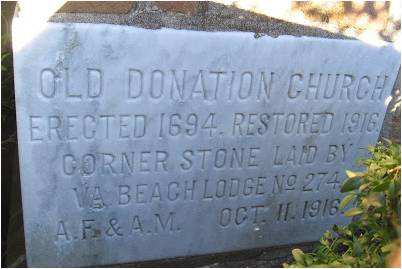 OLD DONATION CHURCH
ERECTED 1694. RESTORED 1916.
CORNER STONE LAID BY
VA. BEACH LODGE NO 274.
A.F. & A.M. OCT. 11. 1916